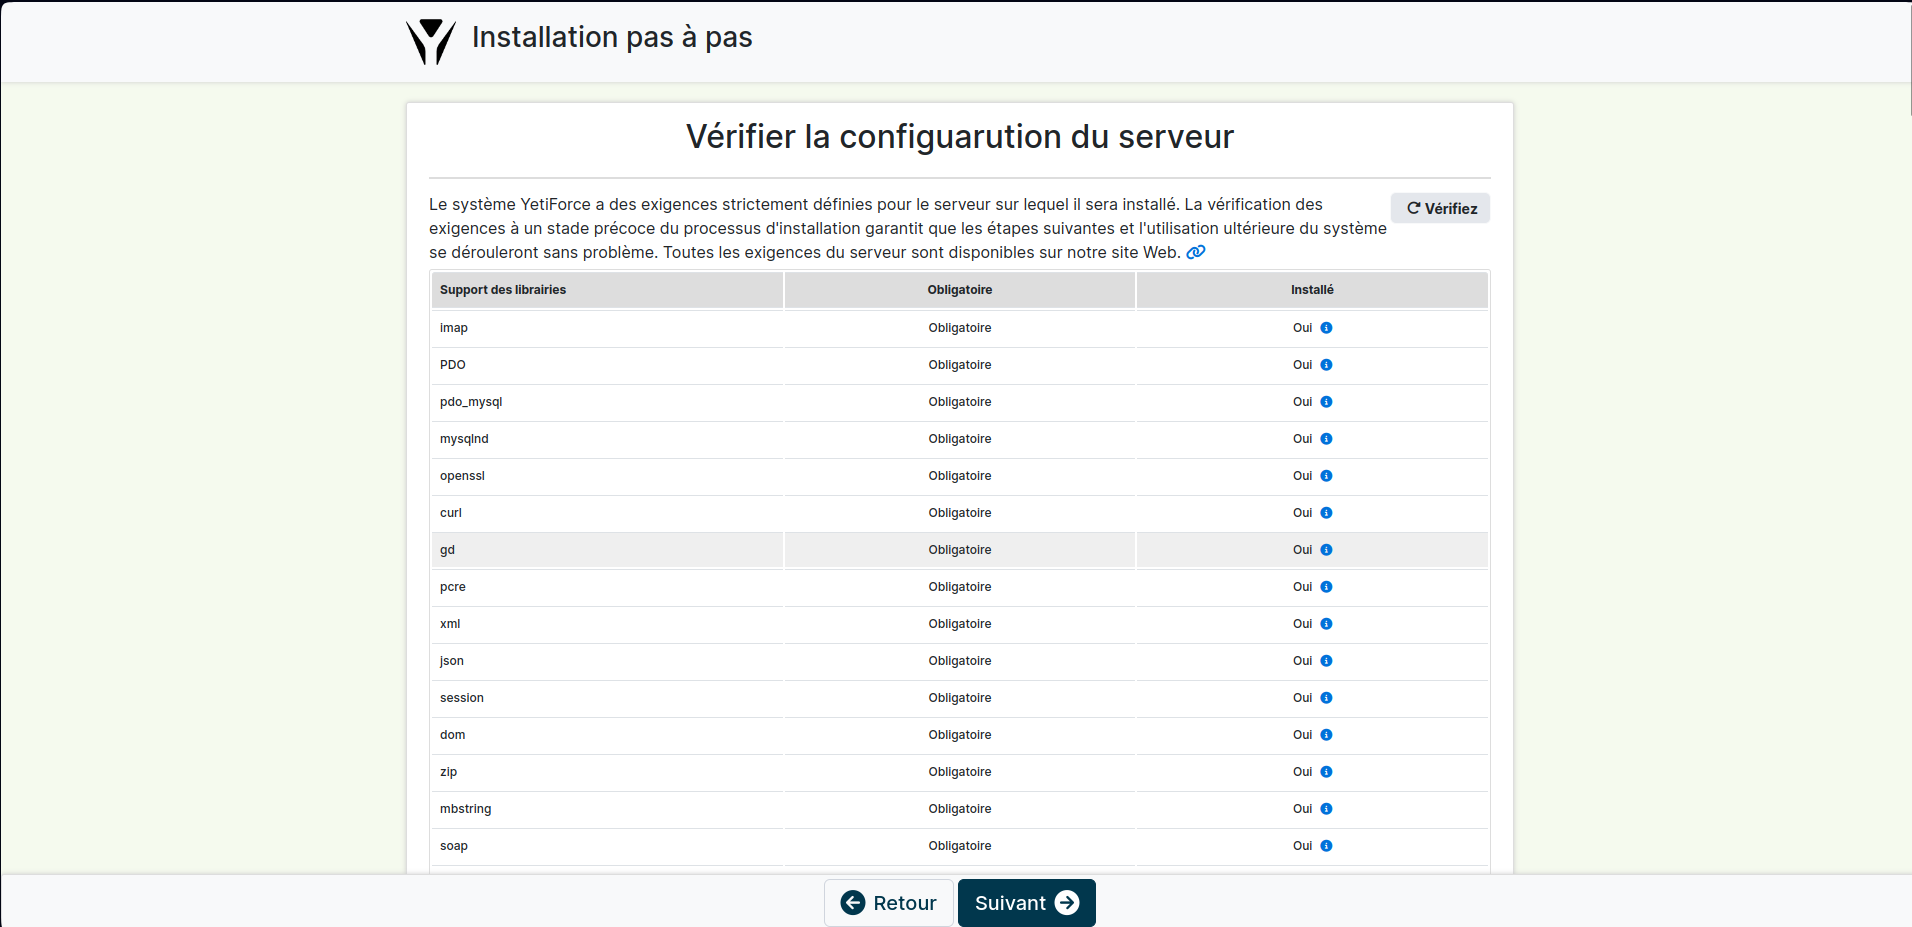 Installation pas à pas
Vérifier la configuarution du serveur
Le système YetiForce a des exigences strictement définies pour le serveur sur lequel il sera installé. La vérification des
exigences à un stade précoce du processus d'installation garantit que les étapes suivantes et l'utilisation ultérieure du système
se dérouleront sans problème. Toutes les exigences du serveur sont disponibles sur notre site Web.
Vérifiez
Support des librairies Obligatoire Installé
imap Obligatoire Oui
PDO Obligatoire Oui
pdo_mysql Obligatoire Oui
mysqlnd Obligatoire Oui
openssl Obligatoire Oui
curl Obligatoire Oui
gd Obligatoire Oui
pcre Obligatoire Oui
xml Obligatoire Oui
json Obligatoire Oui
session Obligatoire Oui
dom Obligatoire Oui
zip Obligatoire Oui
mbstring Obligatoire Oui
soap Obligatoire Oui
Retour Suivant